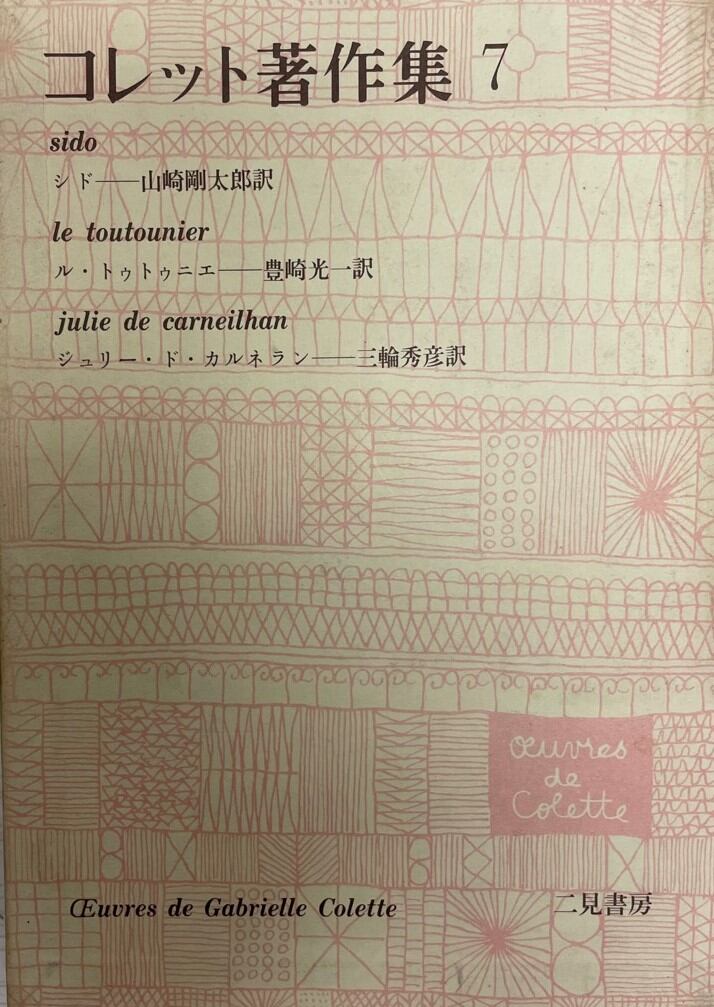 コレット著作集 7
sido
シド——山崎剛太郎訳
le toutounier
ル・トゥトゥニエ——豊崎光一訳
julie de carneilhan
ジュリー・ド・カルネラン——三輪秀彦訳
Œuvres
de
Colette
Œuvres de Gabrielle Colette
二見書房